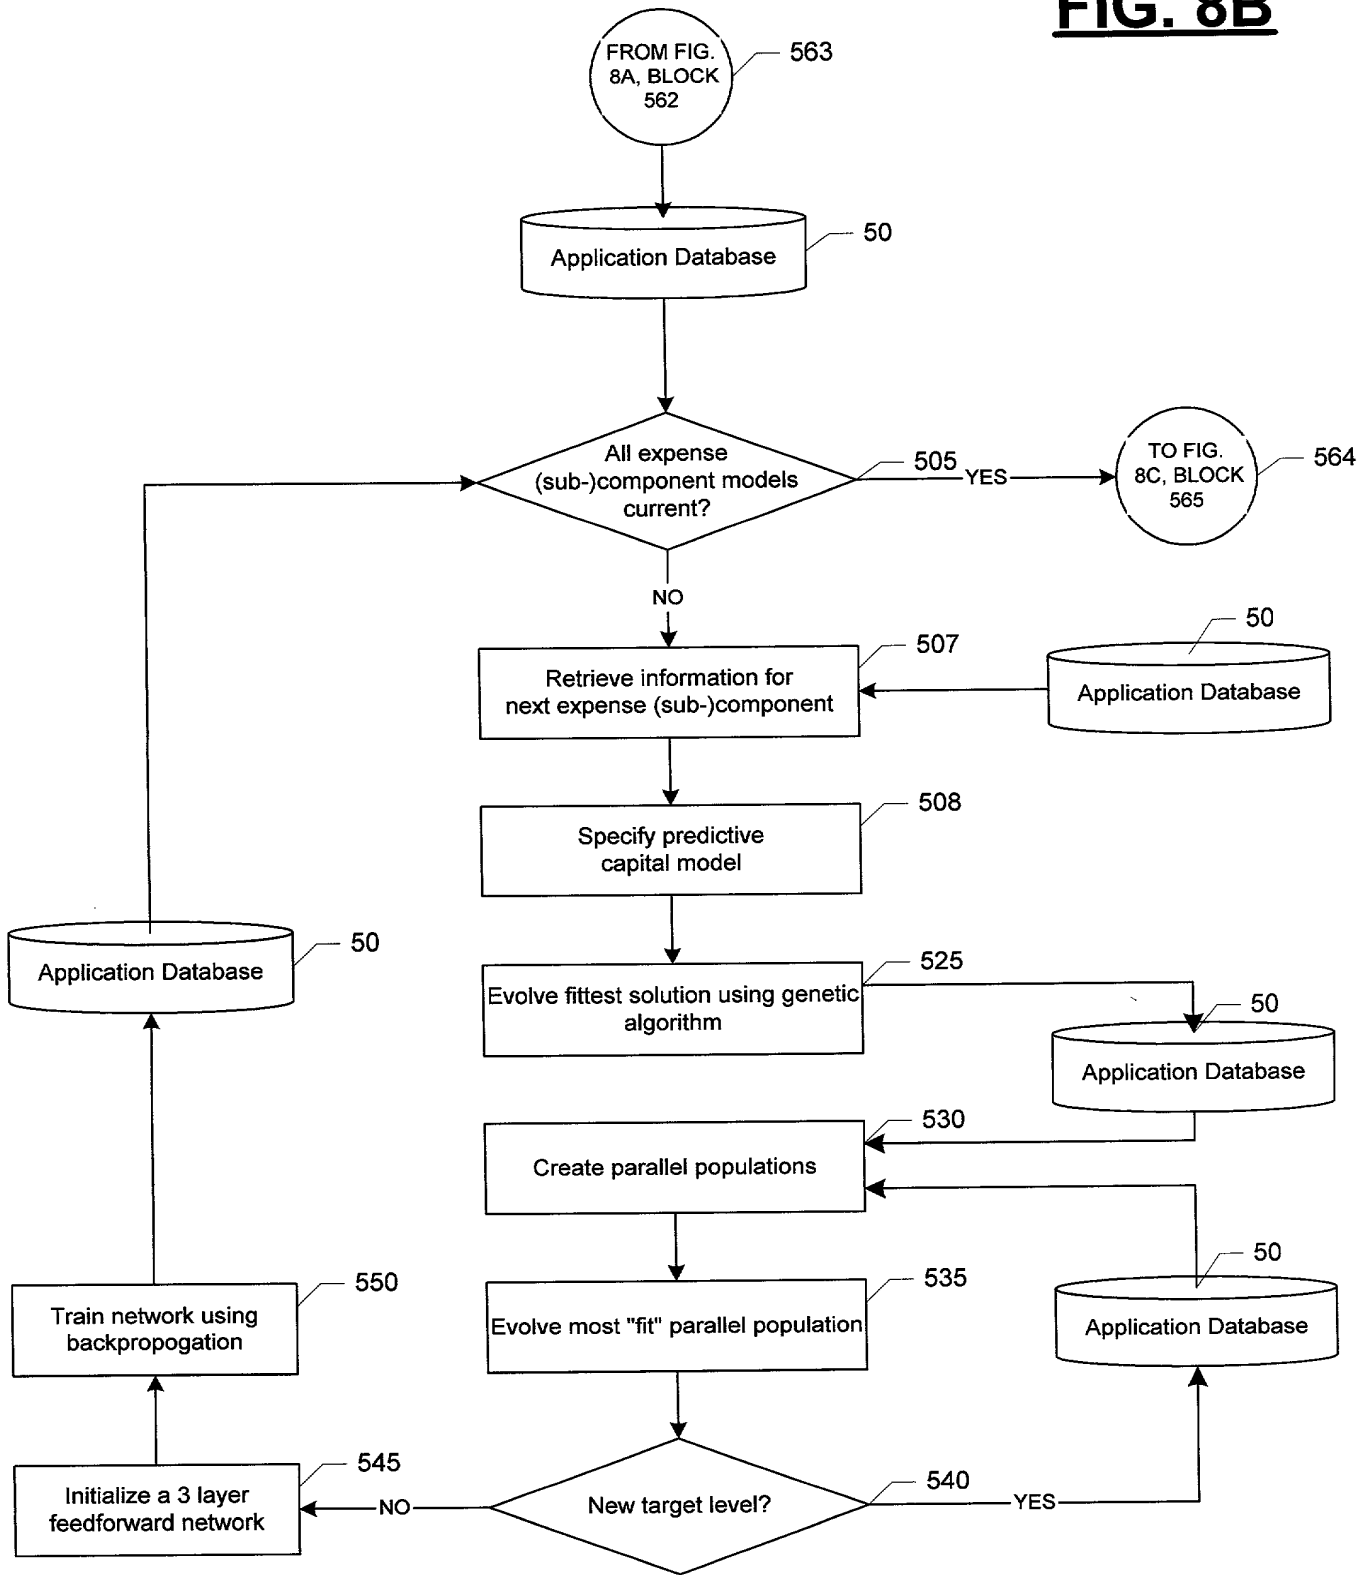 FIG. 8B
FROM FIG.
8A, BLOCK
562
563
50
Application Database
All expense
(sub-)component models
current?
505
YES
TO FIG.
8C, BLOCK
565
564
NO
507
Retrieve information for
next expense (sub-)component
50
Application Database
508
Specify predictive
capital model
50
Application Database
525
Evolve fittest solution using genetic
algorithm
50
Application Database
530
Create parallel populations
50
Application Database
535
Evolve most "fit" parallel population
550
Train network using
backpropogation
545
Initialize a 3 layer
feedforward network
NO
New target level?
540
YES